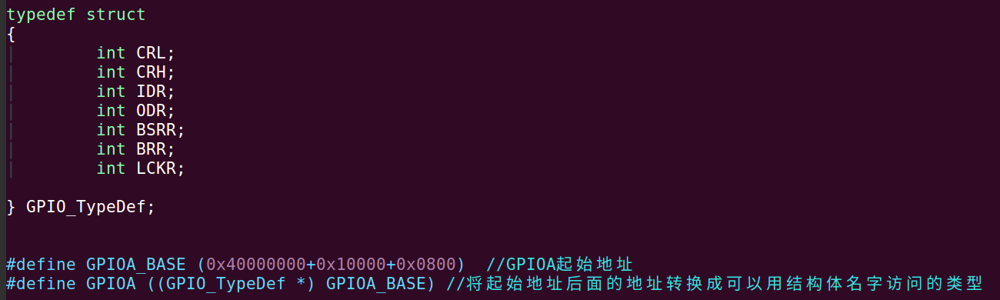 typedef struct
{
int CRL;
int CRH;
int IDR;
int ODR;
int BSRR;
int BRR;
int LCKR;
} GPIO_TypeDef;
#define GPIOA_BASE (0x40000000+0x10000+0x0800)  //GPIOA起始地址
#define GPIOA ((GPIO_TypeDef *) GPIOA_BASE) //将起始地址后面的地址转换成可以用结构体名字访问的类型